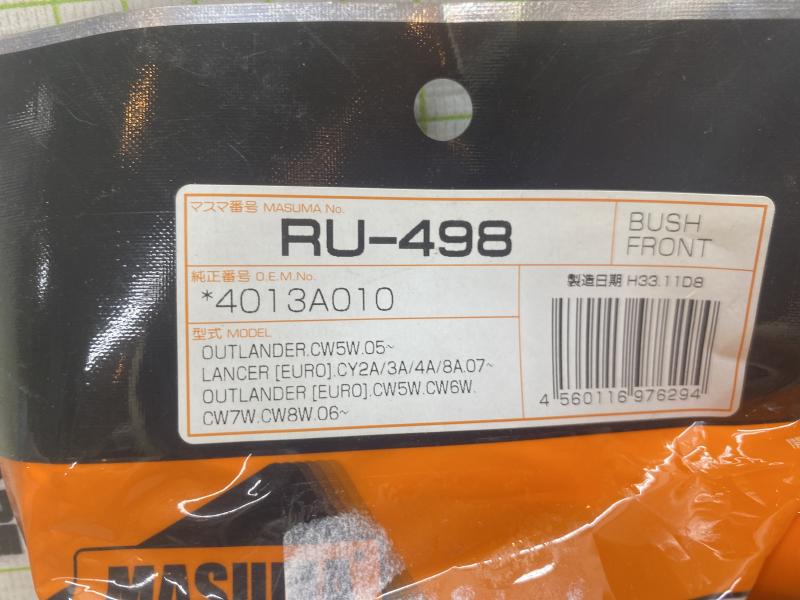 マスマ番号 MASUMA No.
RU-498
BUSH
FRONT
純正番号 O.E.M.No.
*4013A010
製造日期 H33.11D8
型式 MODEL
OUTLANDER.CW5W.05~
LANCER [EURO].CY2A/3A/4A/8A.07~
OUTLANDER [EURO].CW5W.CW6W.
CW7W.CW8W.06~
4 560116 976294
MASUMA